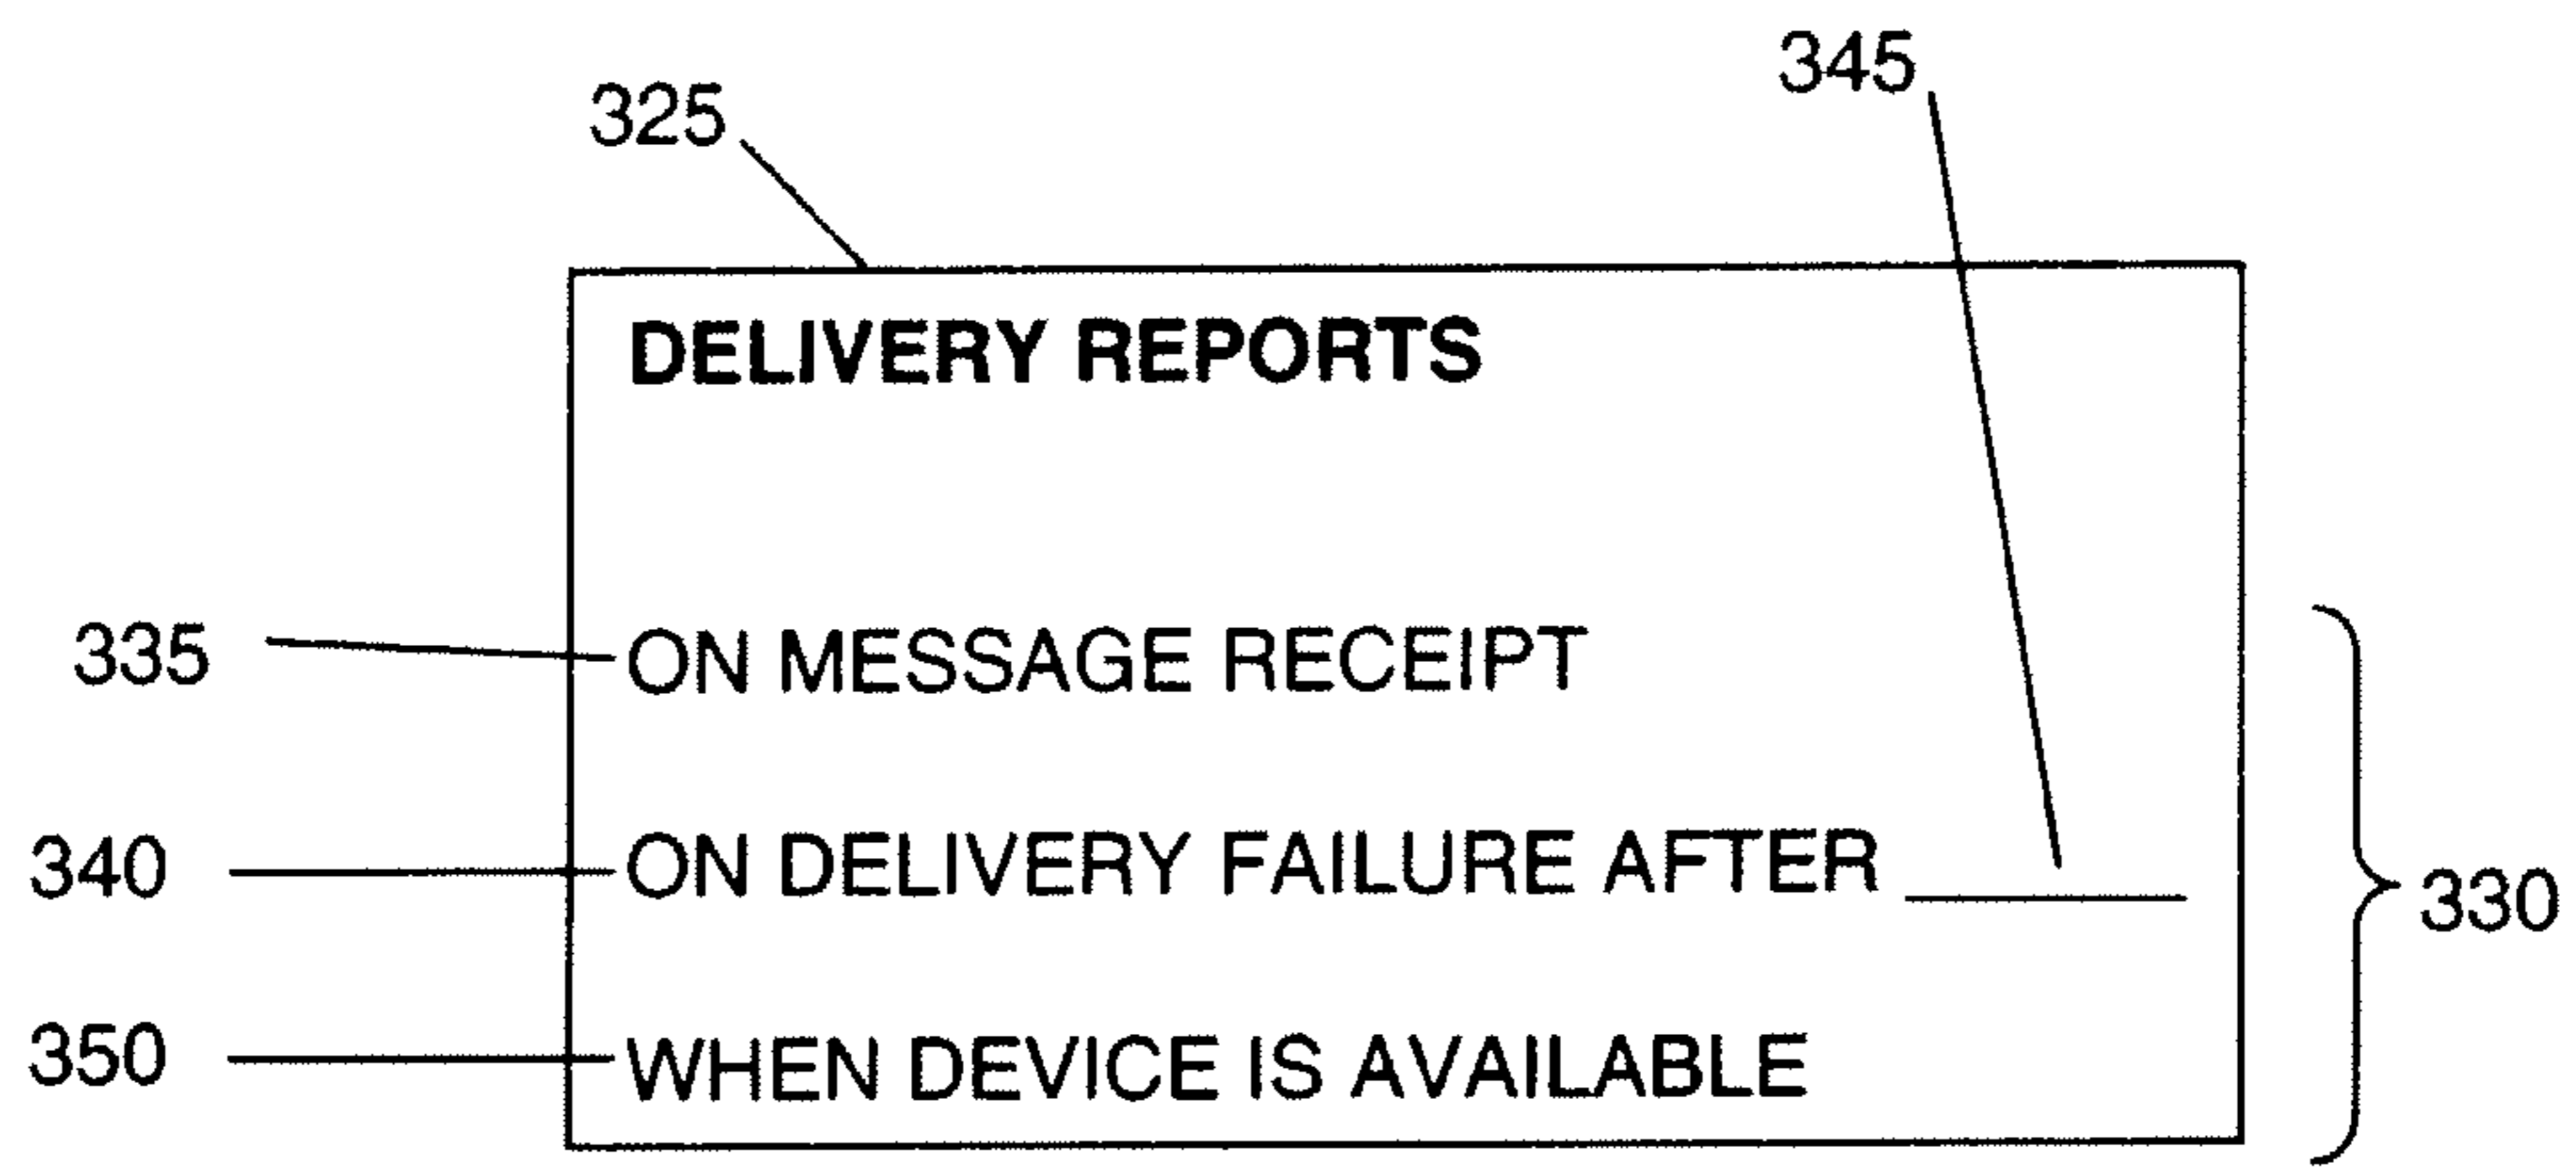 345
325
DELIVERY REPORTS
335 ON MESSAGE RECEIPT
340 ON DELIVERY FAILURE AFTER ______
330
350 WHEN DEVICE IS AVAILABLE